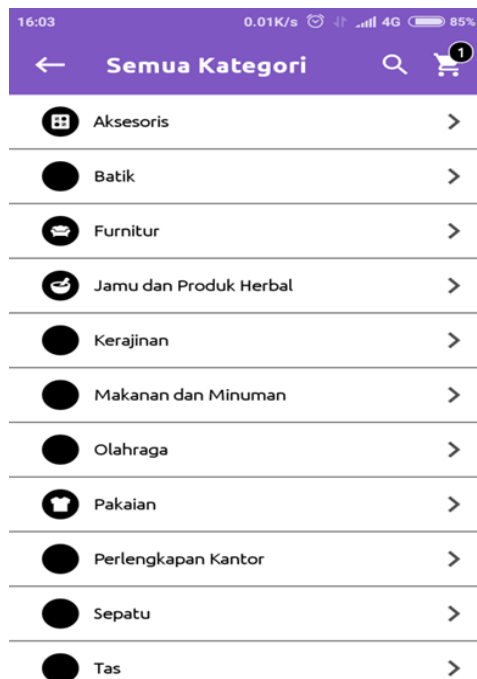 16:03 0.01K/s 4G 85%
Semua Kategori 1
Aksesoris
Batik
Furnitur
Jamu dan Produk Herbal
Kerajinan
Makanan dan Minuman
Olahraga
Pakaian
Perlengkapan Kantor
Sepatu
Tas